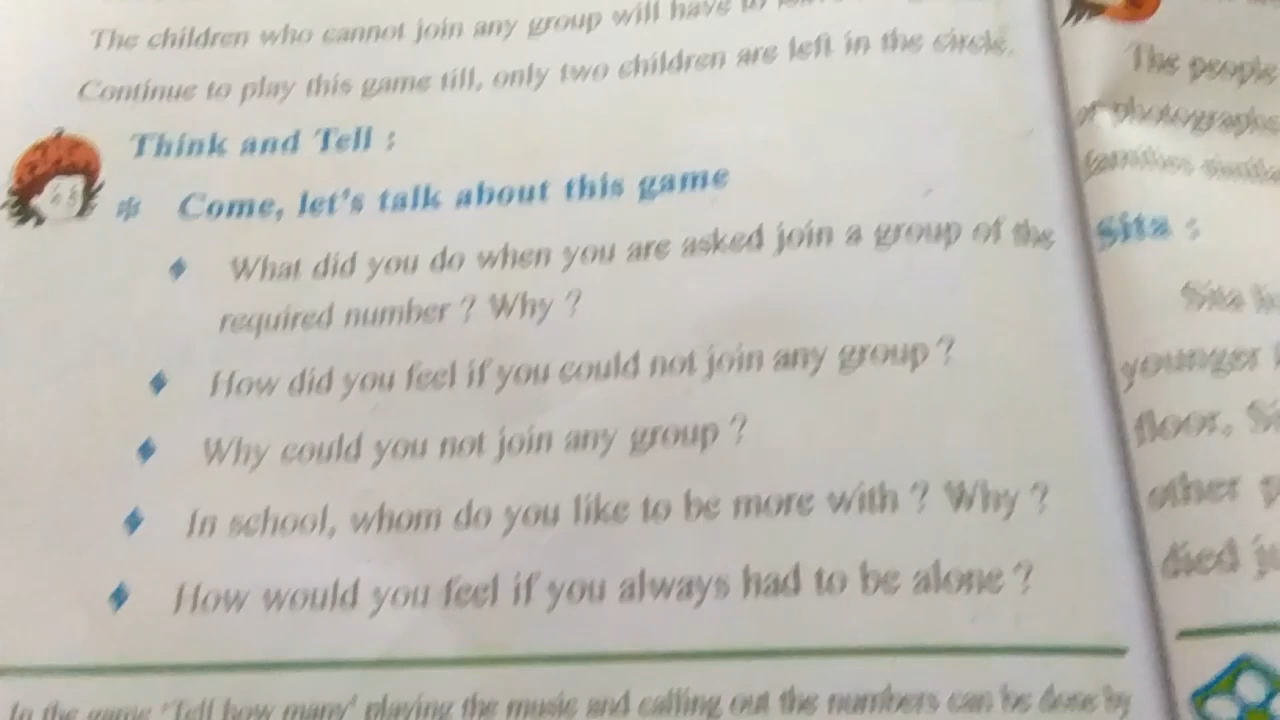 The children who cannot join any group will have to
Continue to play this game till, only two children are left in the circle.
Think and Tell :
* Come, let's talk about this game
What did you do when you are asked join a group of the
required number ? Why ?
How did you feel if you could not join any group ?
Why could you not join any group ?
In school, whom do you like to be more with ? Why ?
How would you feel if you always had to be alone ?
In the game 'Tell how many' playing the music and calling out the numbers can be done by
The people
of photographs
families
Sita :
Sita
younger
floor.
other
died